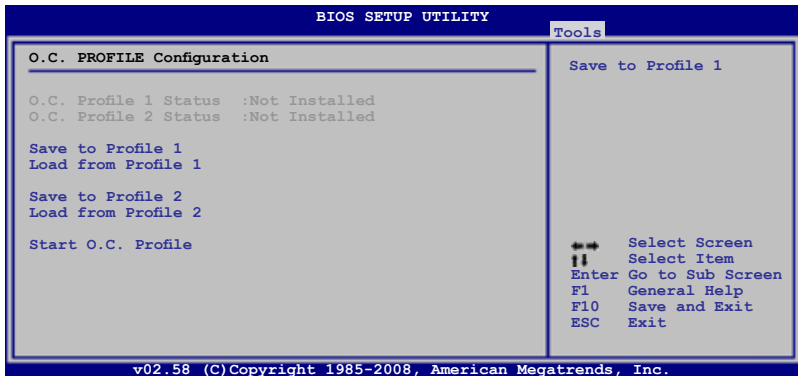 BIOS SETUP UTILITY
Tools
O.C. PROFILE Configuration
O.C. Profile 1 Status :Not Installed
O.C. Profile 2 Status :Not Installed
Save to Profile 1
Load from Profile 1
Save to Profile 2
Load from Profile 2
Start O.C. Profile
Save to Profile 1
Select Screen
Select Item
Enter Go to Sub Screen
F1 General Help
F10 Save and Exit
ESC Exit
v02.58 (C)Copyright 1985-2008, American Megatrends, Inc.